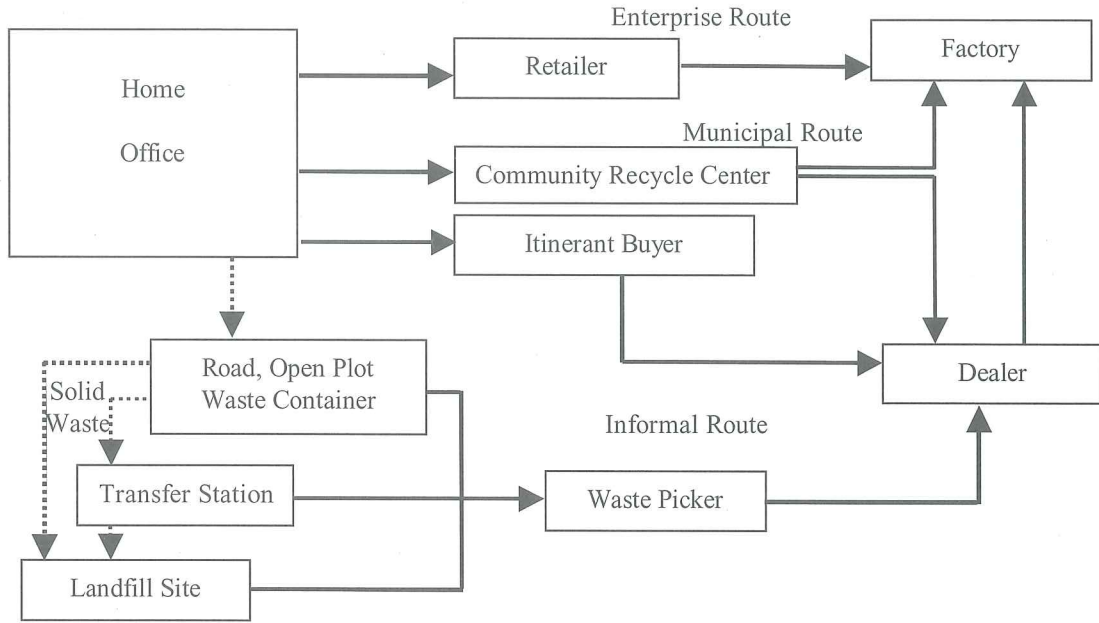 Enterprise Route
Home
Office
Retailer
Factory
Municipal Route
Community Recycle Center
Itinerant Buyer
Road, Open Plot
Waste Container
Solid
Waste
Dealer
Informal Route
Transfer Station
Waste Picker
Landfill Site